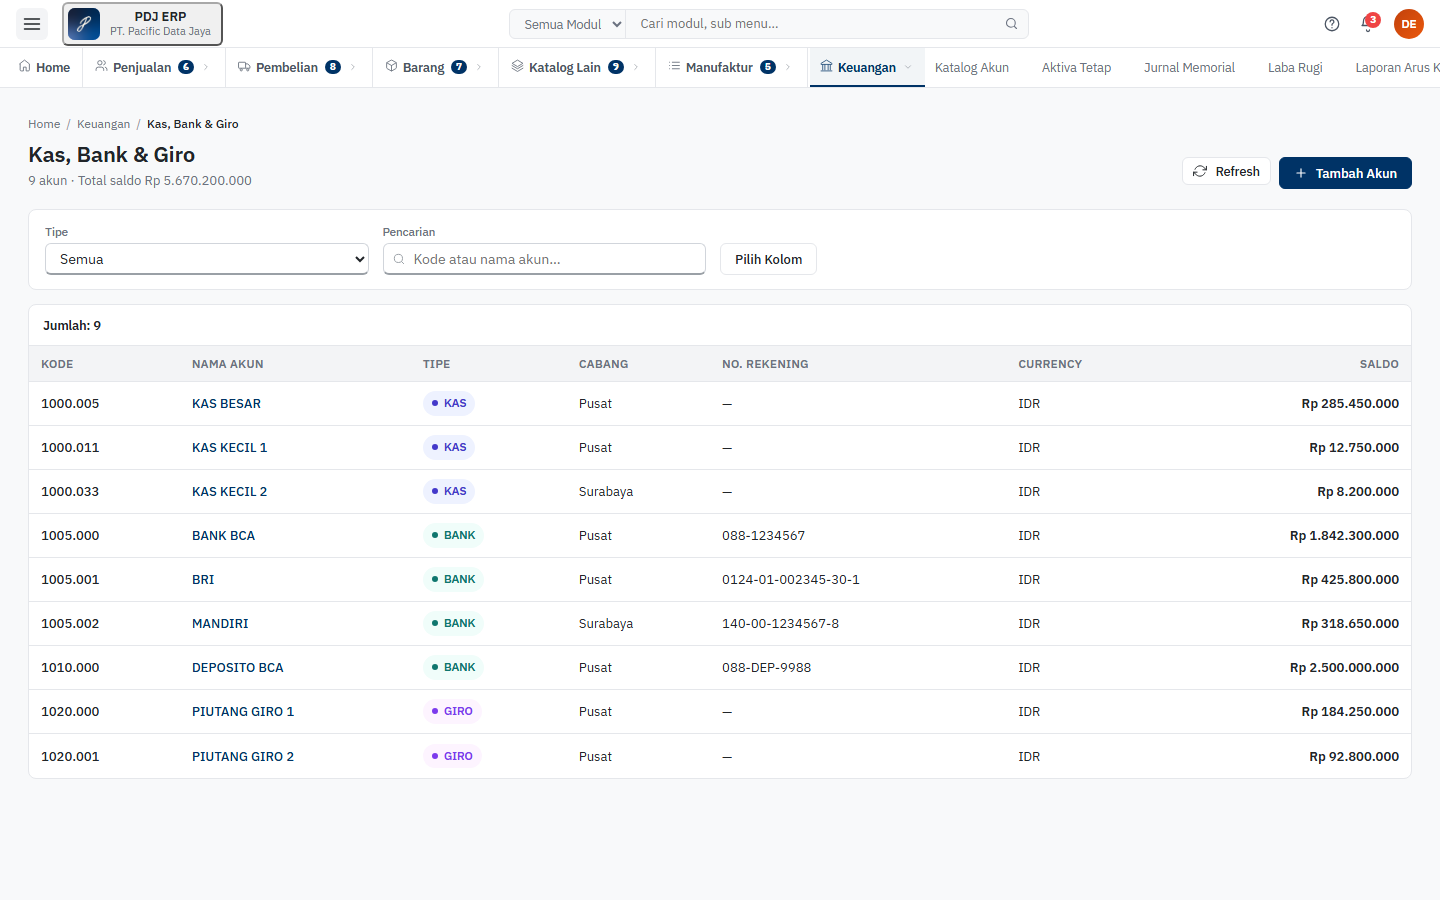 PDJ ERP
PT. Pacific Data Jaya
Semua Modul
Cari modul, sub menu...
3
DE
Home
Penjualan 6
Pembelian 8
Barang 7
Katalog Lain 9
Manufaktur 5
Keuangan
Katalog Akun
Aktiva Tetap
Jurnal Memorial
Laba Rugi
Laporan Arus K
Home / Keuangan / Kas, Bank & Giro
Kas, Bank & Giro
9 akun · Total saldo Rp 5.670.200.000
Refresh
Tambah Akun
Tipe
Pencarian
Semua
Kode atau nama akun...
Pilih Kolom
Jumlah: 9
KODE NAMA AKUN TIPE CABANG NO. REKENING CURRENCY SALDO
1000.005 KAS BESAR KAS Pusat — IDR Rp 285.450.000
1000.011 KAS KECIL 1 KAS Pusat — IDR Rp 12.750.000
1000.033 KAS KECIL 2 KAS Surabaya — IDR Rp 8.200.000
1005.000 BANK BCA BANK Pusat 088-1234567 IDR Rp 1.842.300.000
1005.001 BRI BANK Pusat 0124-01-002345-30-1 IDR Rp 425.800.000
1005.002 MANDIRI BANK Surabaya 140-00-1234567-8 IDR Rp 318.650.000
1010.000 DEPOSITO BCA BANK Pusat 088-DEP-9988 IDR Rp 2.500.000.000
1020.000 PIUTANG GIRO 1 GIRO Pusat — IDR Rp 184.250.000
1020.001 PIUTANG GIRO 2 GIRO Pusat — IDR Rp 92.800.000